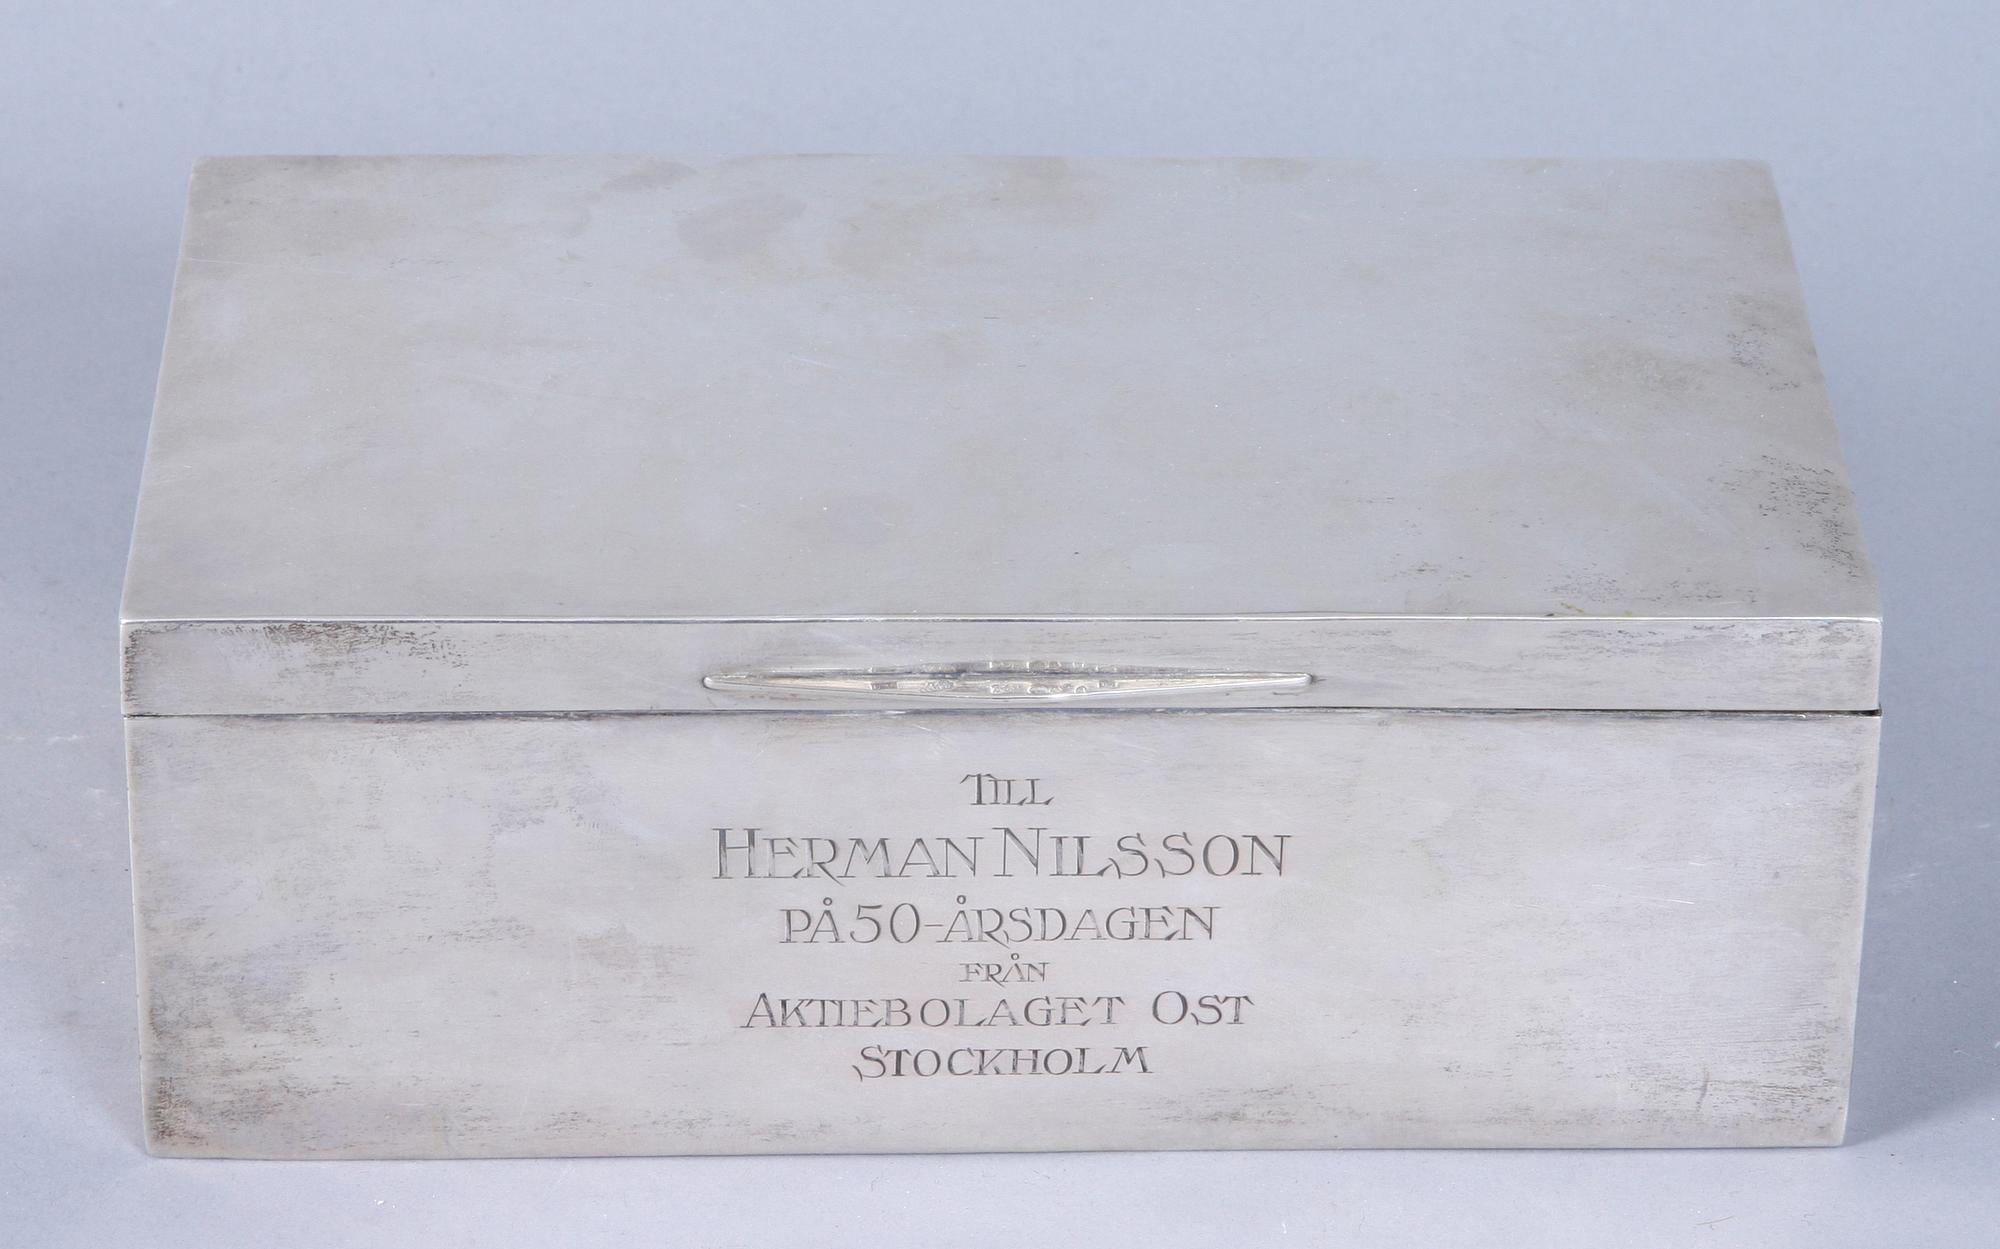 TILL
HERMAN NILSSON
PÅ 50-ÅRSDAGEN
FRÅN
AKTIEBOLAGET OST
STOCKHOLM